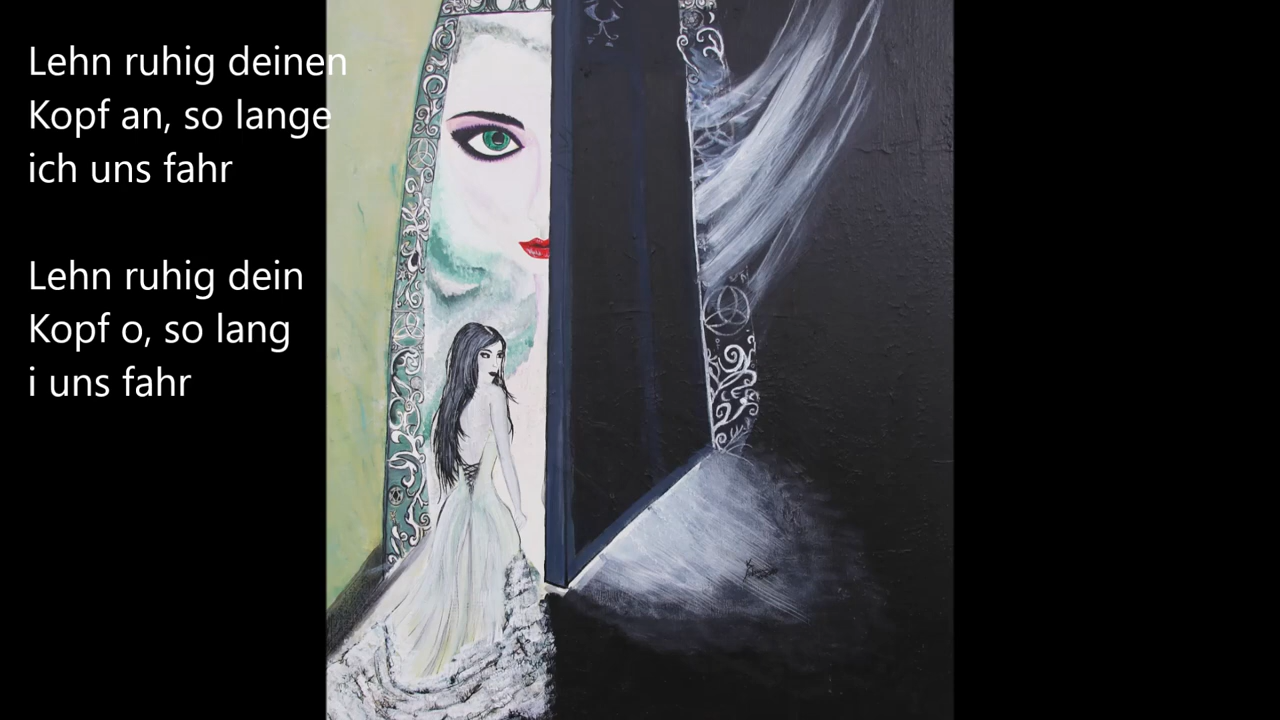 Lehn ruhig deinen
Kopf an, so lange
ich uns fahr
Lehn ruhig dein
Kopf o, so lang
i uns fahr